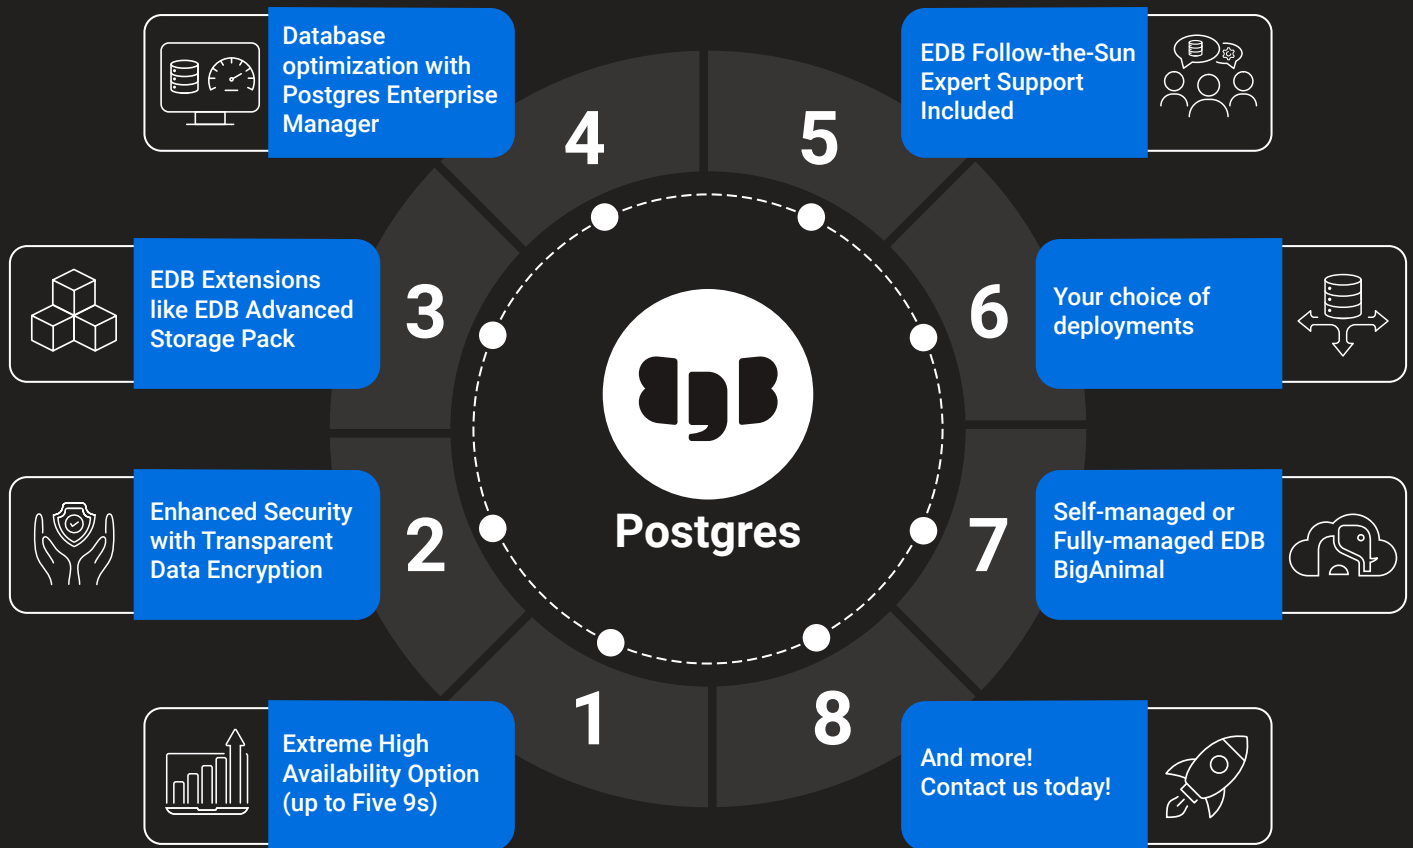 Database
optimization with
Postgres Enterprise
Manager
4
5
EDB Follow-the-Sun
Expert Support
Included
EDB Extensions
like EDB Advanced
Storage Pack
3
6
Your choice of
deployments
EDB
Postgres
Enhanced Security
with Transparent
Data Encryption
2
7
Self-managed or
Fully-managed EDB
BigAnimal
Extreme High
Availability Option
(up to Five 9s)
1
8
And more!
Contact us today!